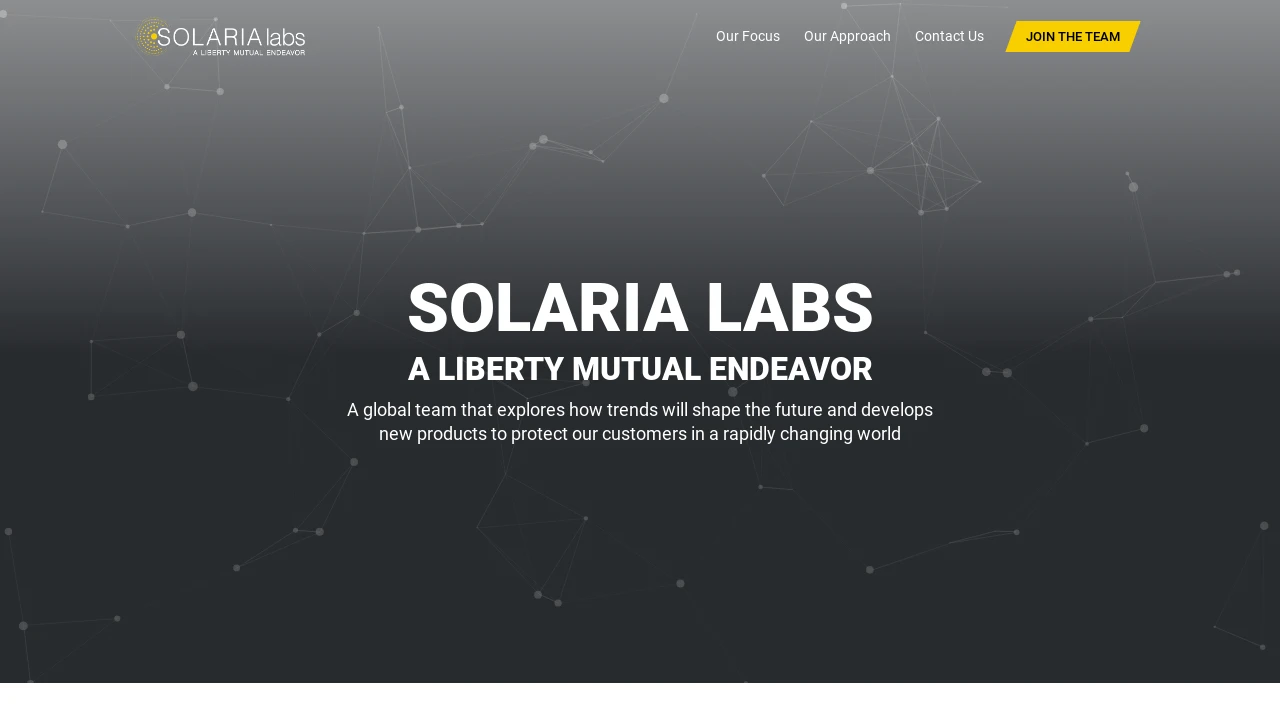 SOLARIA labs
A LIBERTY MUTUAL ENDEAVOR
Our Focus
Our Approach
Contact Us
JOIN THE TEAM
SOLARIA LABS
A LIBERTY MUTUAL ENDEAVOR
A global team that explores how trends will shape the future and develops
new products to protect our customers in a rapidly changing world